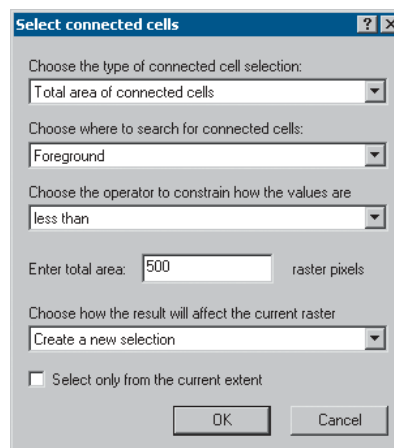 Select connected cells
Choose the type of connected cell selection:
Total area of connected cells
Choose where to search for connected cells:
Foreground
Choose the operator to constrain how the values are
less than
Enter total area: 500 raster pixels
Choose how the result will affect the current raster
Create a new selection
Select only from the current extent
OK Cancel